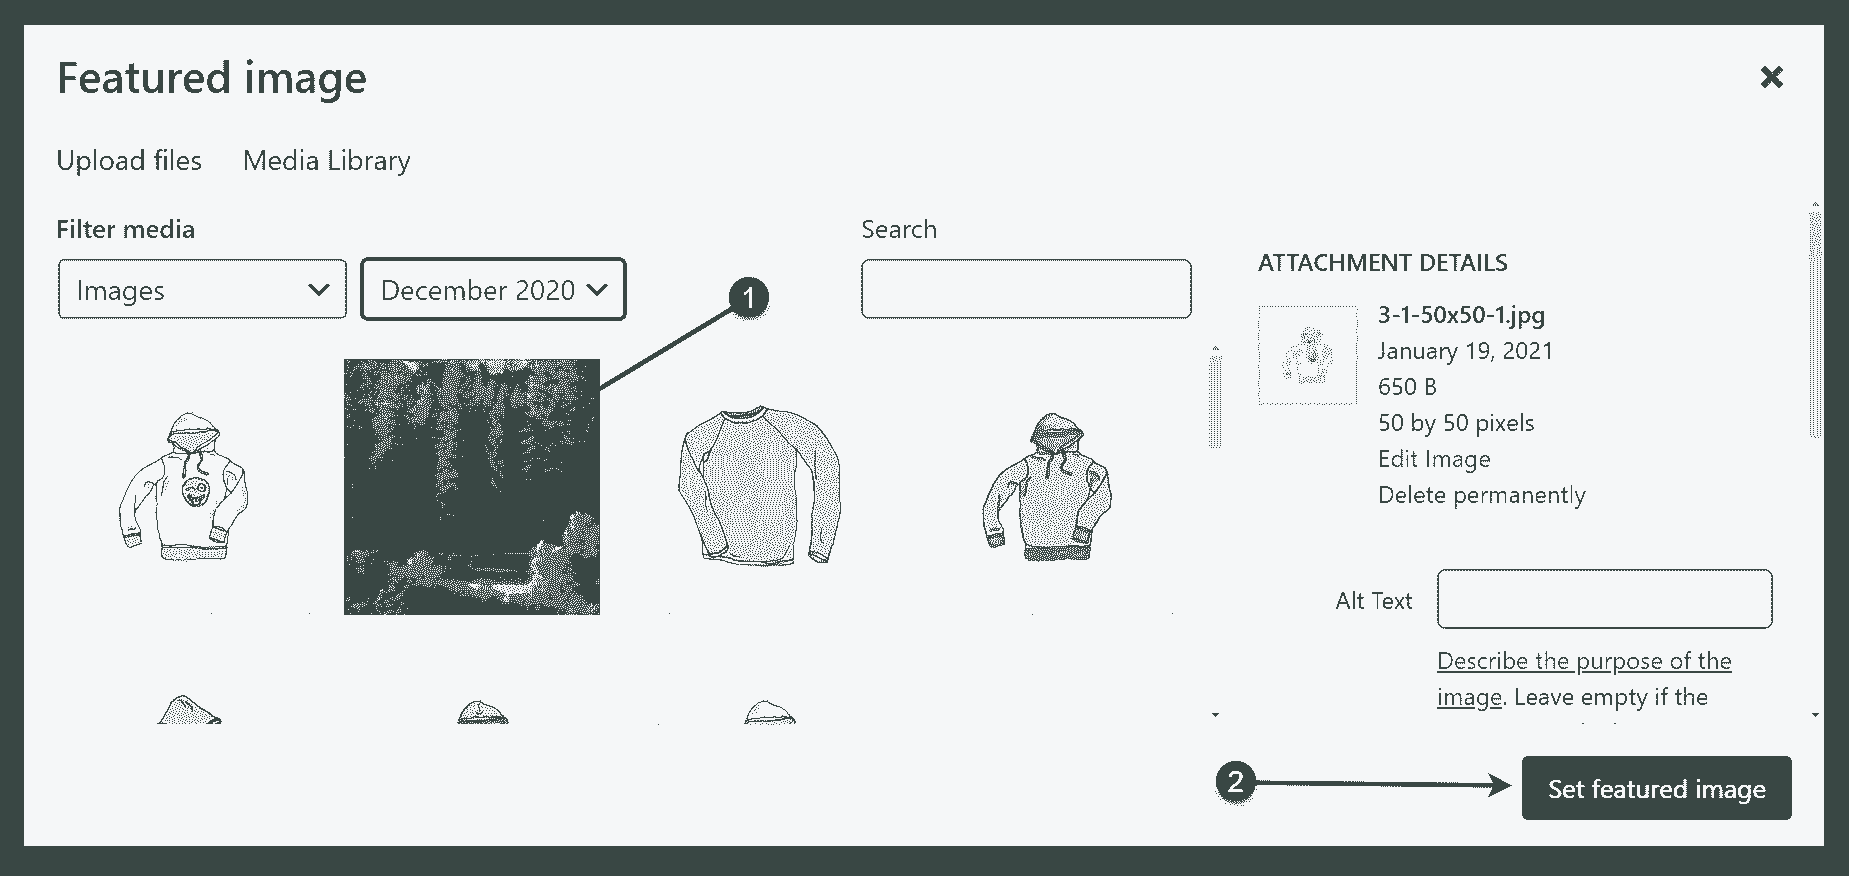 Featured image
Upload files
Media Library
Filter media
Images
December 2020
Search
1
ATTACHMENT DETAILS
3-1-50x50-1.jpg
January 19, 2021
650 B
50 by 50 pixels
Edit Image
Delete permanently
Alt Text
Describe the purpose of the
image. Leave empty if the
2
Set featured image